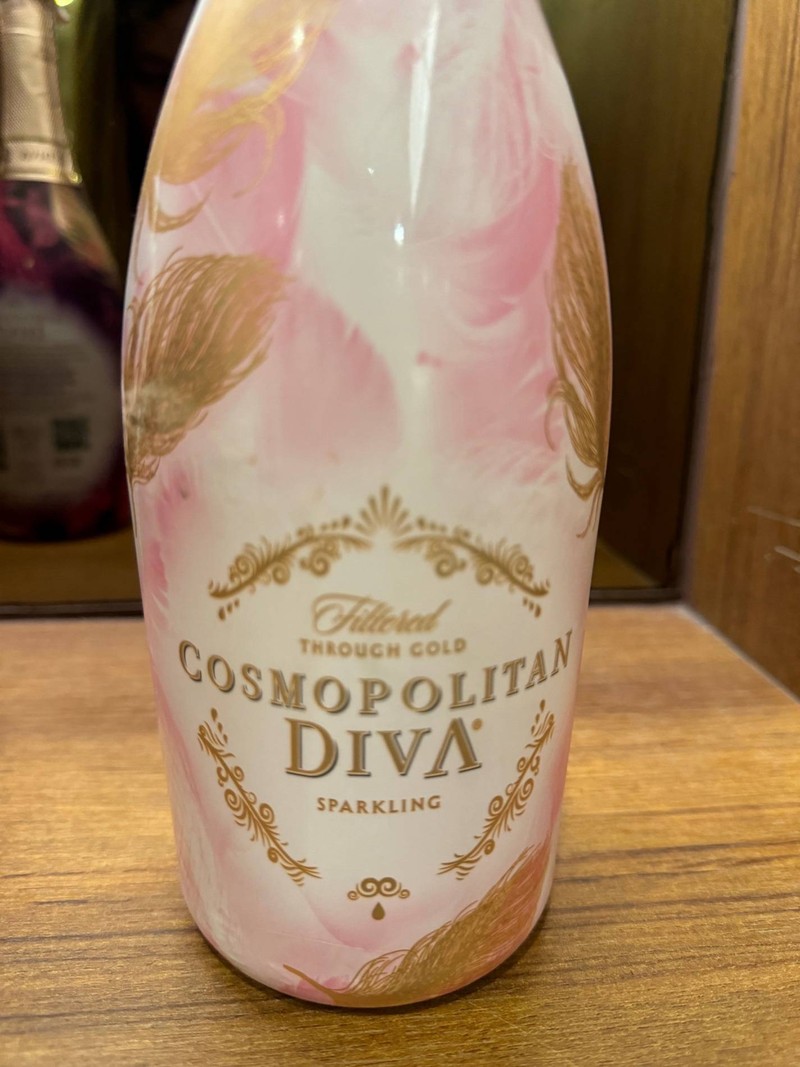 Filtered
THROUGH GOLD
COSMOPOLITAN
DIVA
SPARKLING